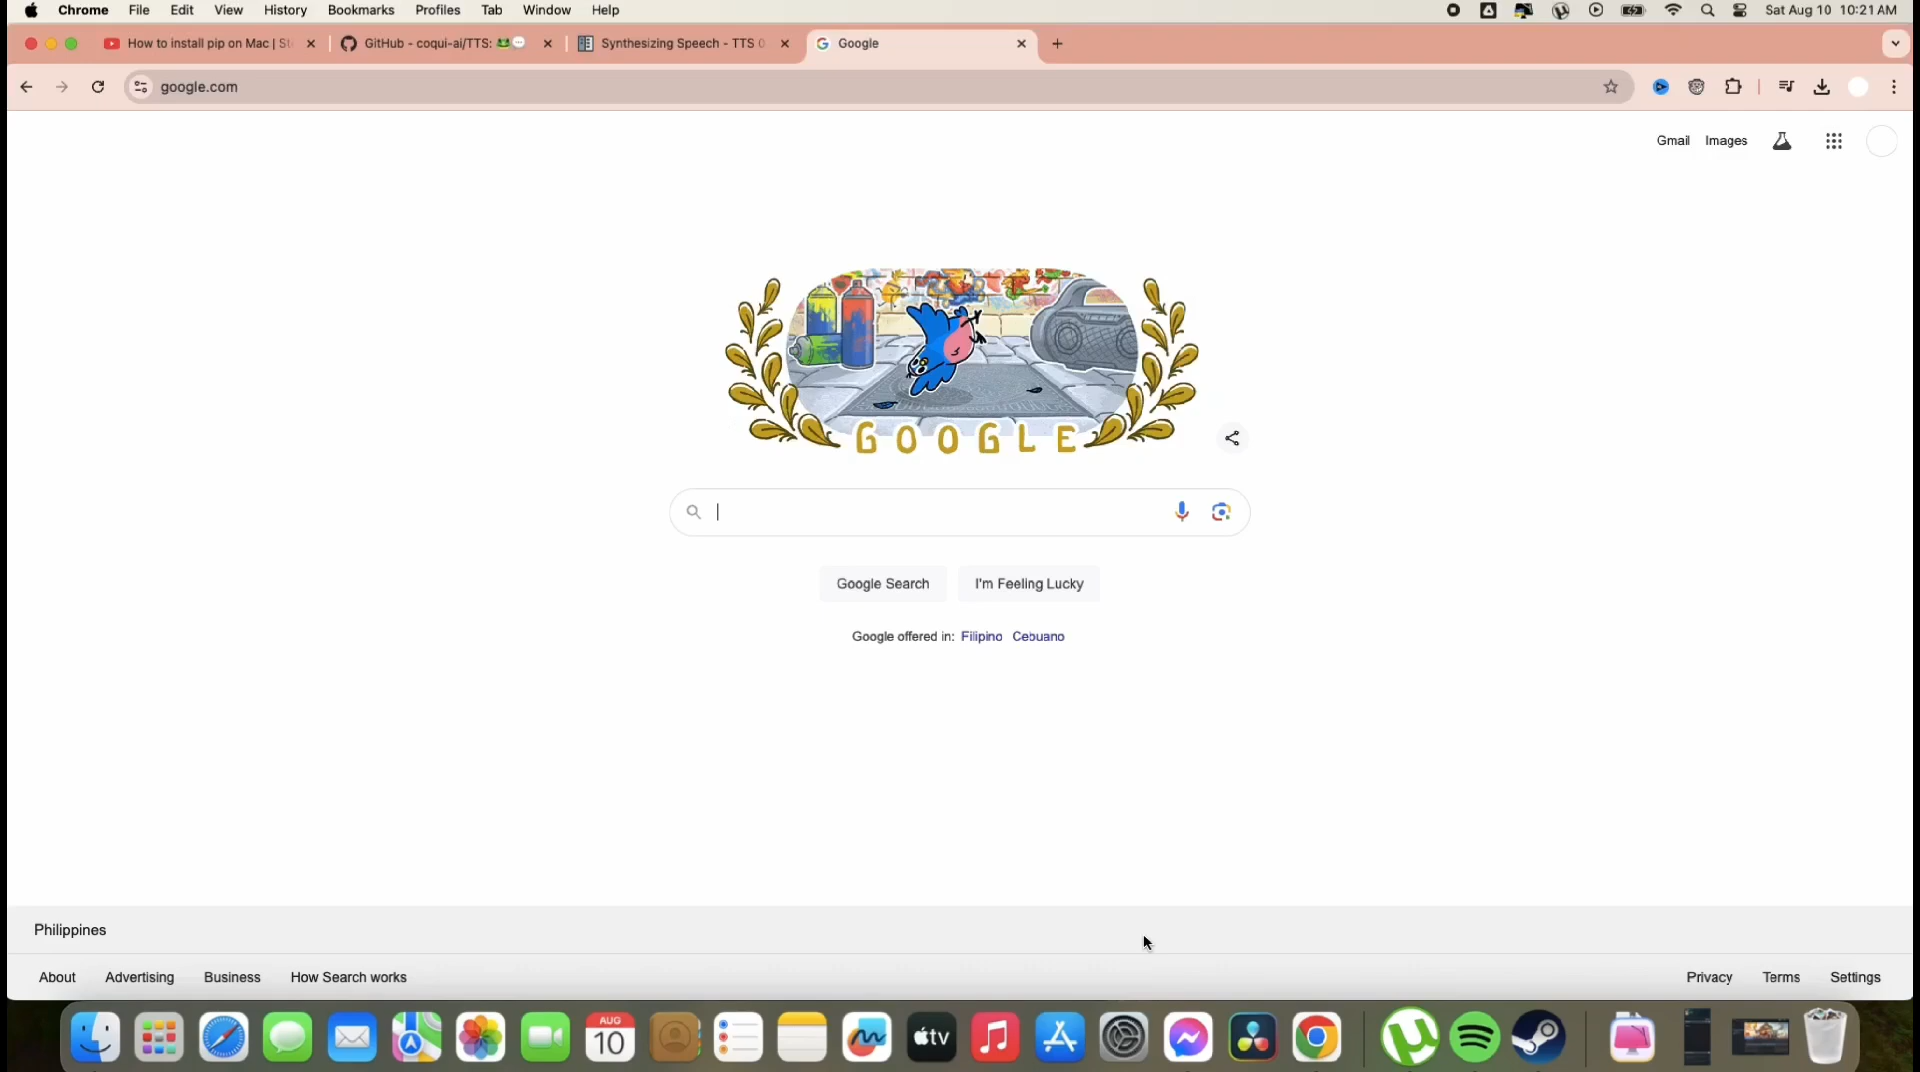 Chrome File Edit View History Bookmarks Profiles Tab Window Help Sat Aug 10 10:21 AM
How to install pip on Mac | St GitHub - coqui-ai/TTS: Synthesizing Speech - TTS 0 Google
google.com
Gmail Images
GOOGLE
Google Search I'm Feeling Lucky
Google offered in: Filipino Cebuano
Philippines
About Advertising Business How Search works Privacy Terms Settings
AUG
10
tv